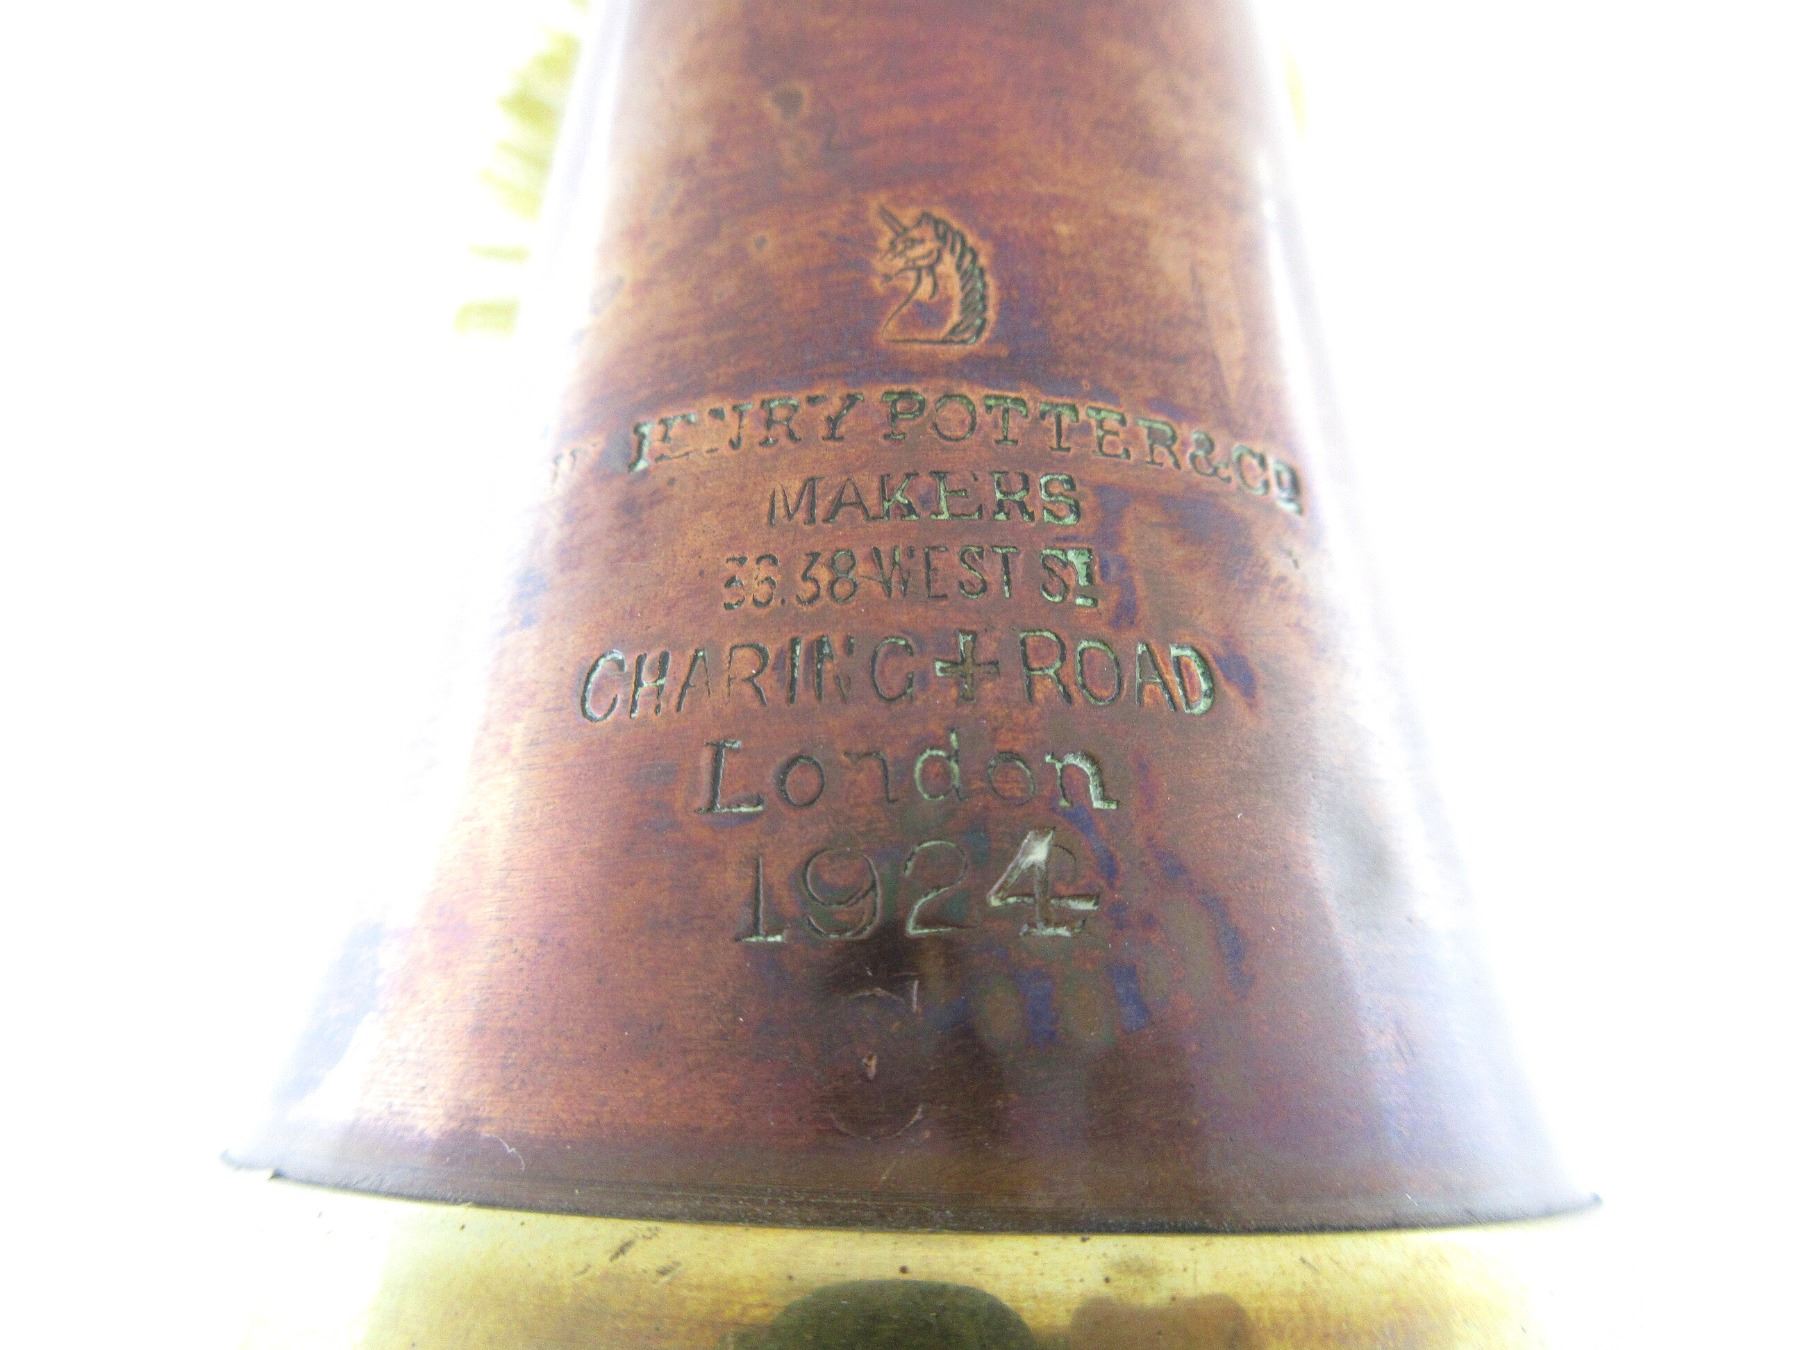 HENRY POTTER & Co
MAKERS
36.38 WEST St
CHARING + ROAD
London
1924